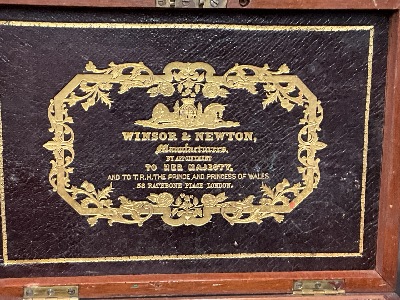 WINSOR & NEWTON,
Manufacturers,
BY APPOINTMENT
TO HER MAJESTY,
AND TO T.R.H. THE PRINCE AND PRINCESS OF WALES.
38 RATHBONE PLACE LONDON.